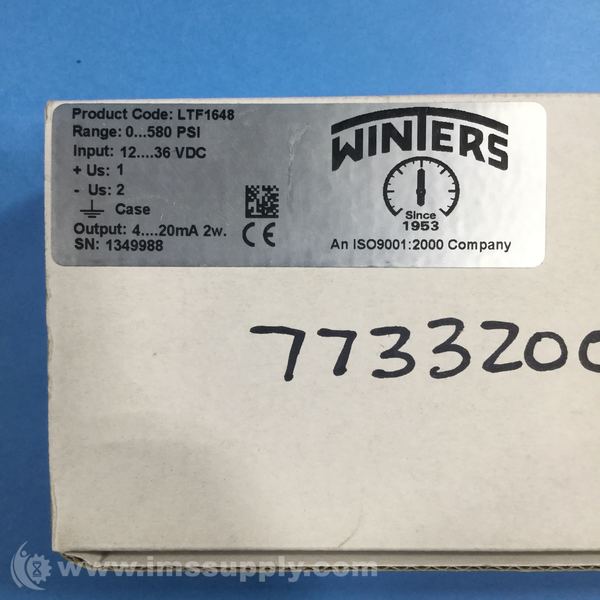 Product Code: LTF1648
Range: 0...580 PSI
Input: 12....36 VDC
+ Us: 1
- Us: 2
Case
Output: 4....20mA 2w.
SN: 1349988
CE
WINTERS
Since
1953
An ISO9001:2000 Company
7733200
www.imssupply.com